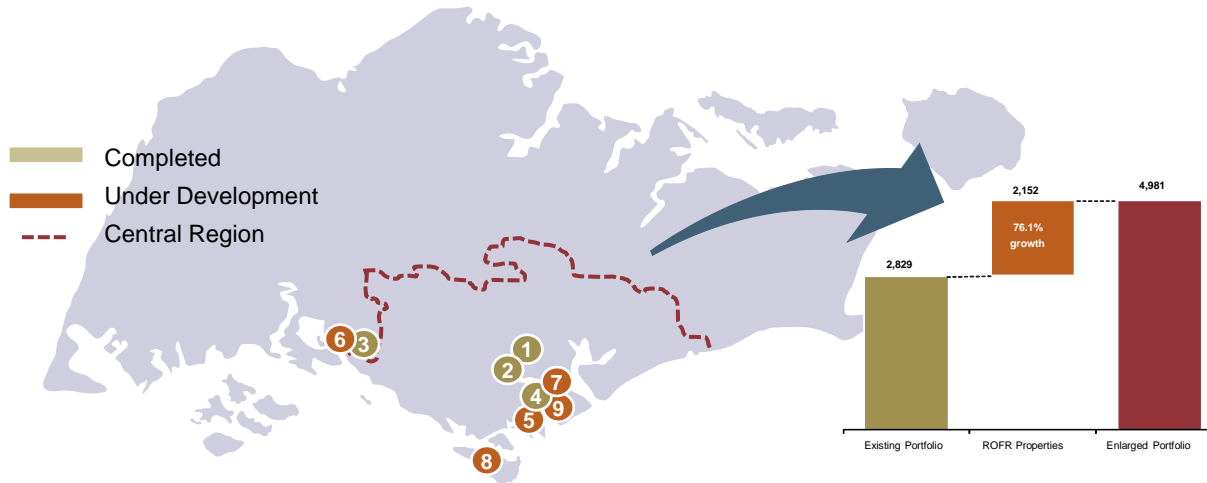 Completed
Under Development
Central Region
6
3
1
2
7
4
9
5
8
2,152
4,981
76.1%
growth
2,829
Existing Portfolio
ROFR Properties
Enlarged Portfolio